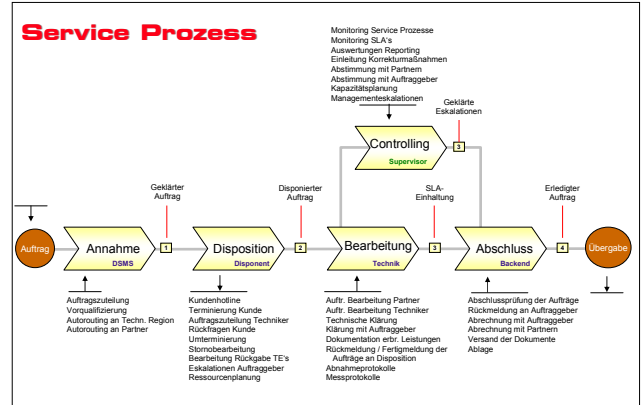 Service Prozess
Monitoring Service Prozesse
Monitoring SLA's
Auswertungen Reporting
Einleitung Korrekturmaßnahmen
Abstimmung mit Partnern
Abstimmung mit Auftraggeber
Kapazitätsplanung
Managementeskalationen
Geklärte
Eskalationen
Controlling
Supervisor
3
Geklärter
Auftrag
Disponierter
Auftrag
SLA-
Einhaltung
Erledigter
Auftrag
Auftrag
Annahme
DSMS
1
Disposition
Disponent
2
Bearbeitung
Technik
3
Abschluss
Backend
4
Übergabe
Auftragszuteilung
Vorqualifizierung
Autorouting an Techn. Region
Autorouting an Partner
Kundenhotline
Terminierung Kunde
Auftragszuteilung Techniker
Rückfragen Kunde
Umterminierung
Stornobearbeitung
Bearbeitung Rückgabe TE's
Eskalationen Auftraggeber
Ressourcenplanung
Auftr. Bearbeitung Partner
Auftr. Bearbeitung Techniker
Technische Klärung
Klärung mit Auftraggeber
Dokumentation erbr. Leistungen
Rückmeldung / Fertigmeldung der
Aufträge an Disposition
Abnahmeprotokolle
Messprotokolle
Abschlussprüfung der Aufträge
Rückmeldung an Auftraggeber
Abrechnung mit Auftraggeber
Abrechnung mit Partnern
Versand der Dokumente
Ablage